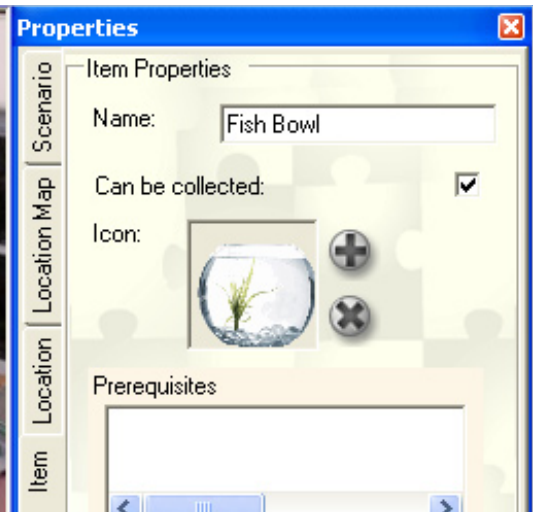 Properties
Scenario
Location Map
Location
Item
Item Properties
Name: Fish Bowl
Can be collected:
Icon:
Prerequisites